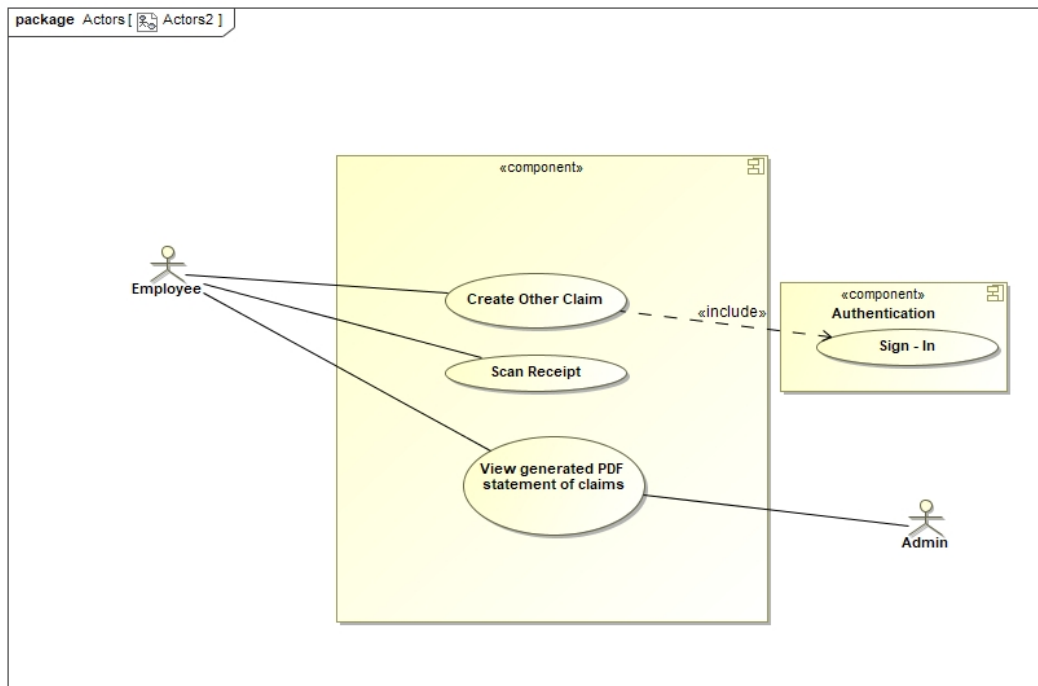 package Actors [ Actors2 ]
«component»
Employee
Create Other Claim
«include»
«component»
Authentication
Sign - In
Scan Receipt
View generated PDF
statement of claims
Admin